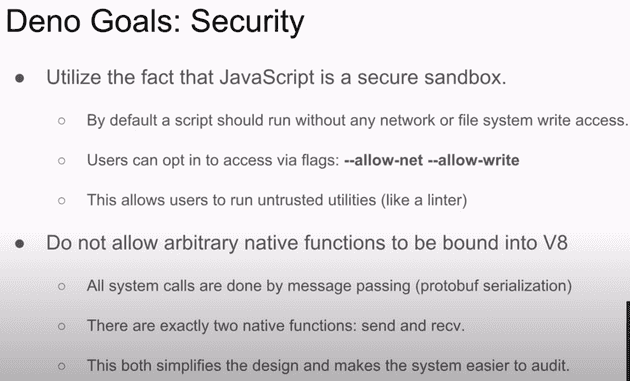 Deno Goals: Security
● Utilize the fact that JavaScript is a secure sandbox.
○ By default a script should run without any network or file system write access.
○ Users can opt in to access via flags: --allow-net --allow-write
○ This allows users to run untrusted utilities (like a linter)
● Do not allow arbitrary native functions to be bound into V8
○ All system calls are done by message passing (protobuf serialization)
○ There are exactly two native functions: send and recv.
○ This both simplifies the design and makes the system easier to audit.